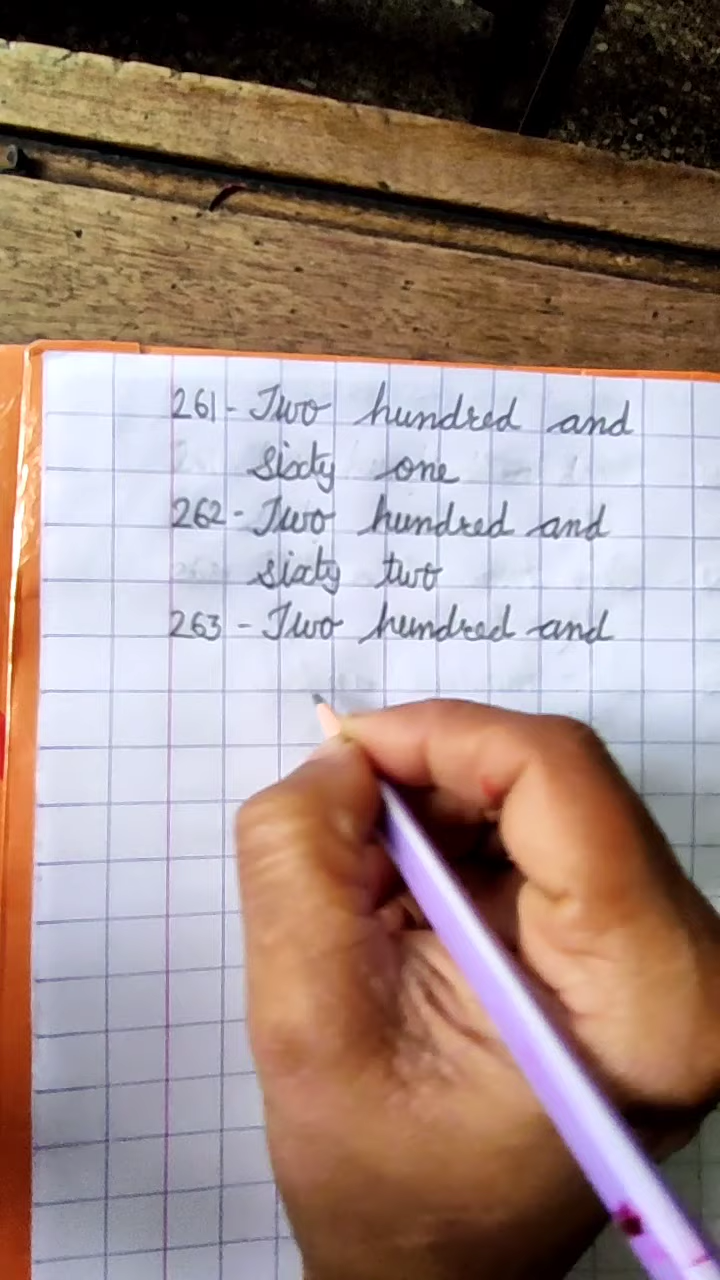 261 - Two hundred and
sixty one
262 - Two hundred and
sixty two
263 - Two hundred and